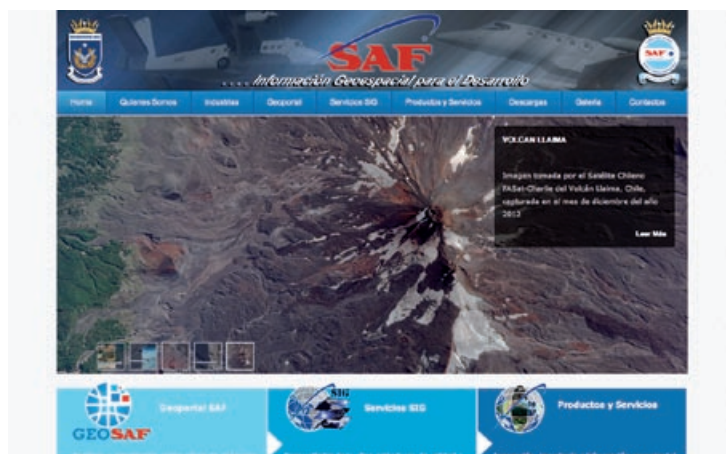 SAF
.... Información Geoespacial para el Desarrollo
Home Quienes Somos Industrias Geoportal Servicios SIG Productos y Servicios Descargas Galería Contactos
VOLCAN LLAIMA
Imagen tomada por el Satélite Chileno
FASat-Charlie del Volcán Llaima, Chile,
capturada en el mes de diciembre del año
2012
Leer Más
Geoportal SAF
GEOSAF
SIG
Servicios SIG
Productos y Servicios